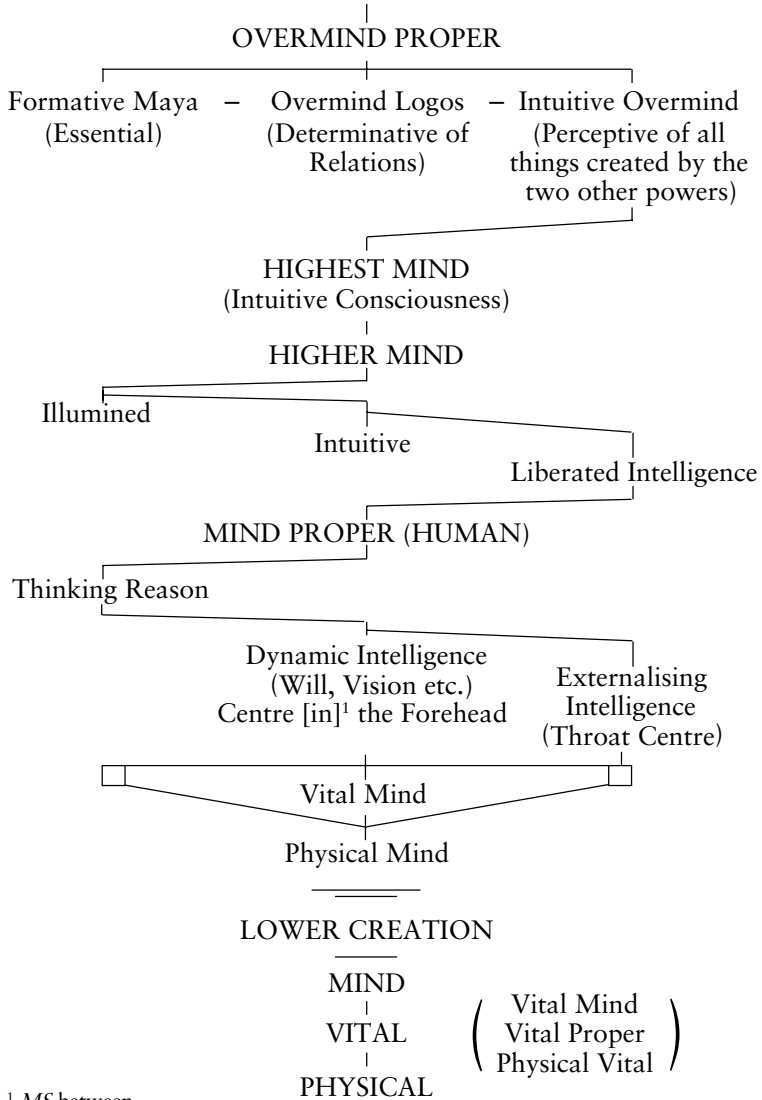 OVERMIND PROPER
Formative Maya – Overmind Logos – Intuitive Overmind
(Essential) (Determinative of (Perceptive of all
Relations) things created by the
two other powers)
HIGHEST MIND
(Intuitive Consciousness)
HIGHER MIND
Illumined
Intuitive
Liberated Intelligence
MIND PROPER (HUMAN)
Thinking Reason
Dynamic Intelligence
(Will, Vision etc.)
Centre [in]¹ the Forehead
Externalising
Intelligence
(Throat Centre)
Vital Mind
Physical Mind
LOWER CREATION
MIND
VITAL
PHYSICAL
( Vital Mind
Vital Proper
Physical Vital )
¹ MS between